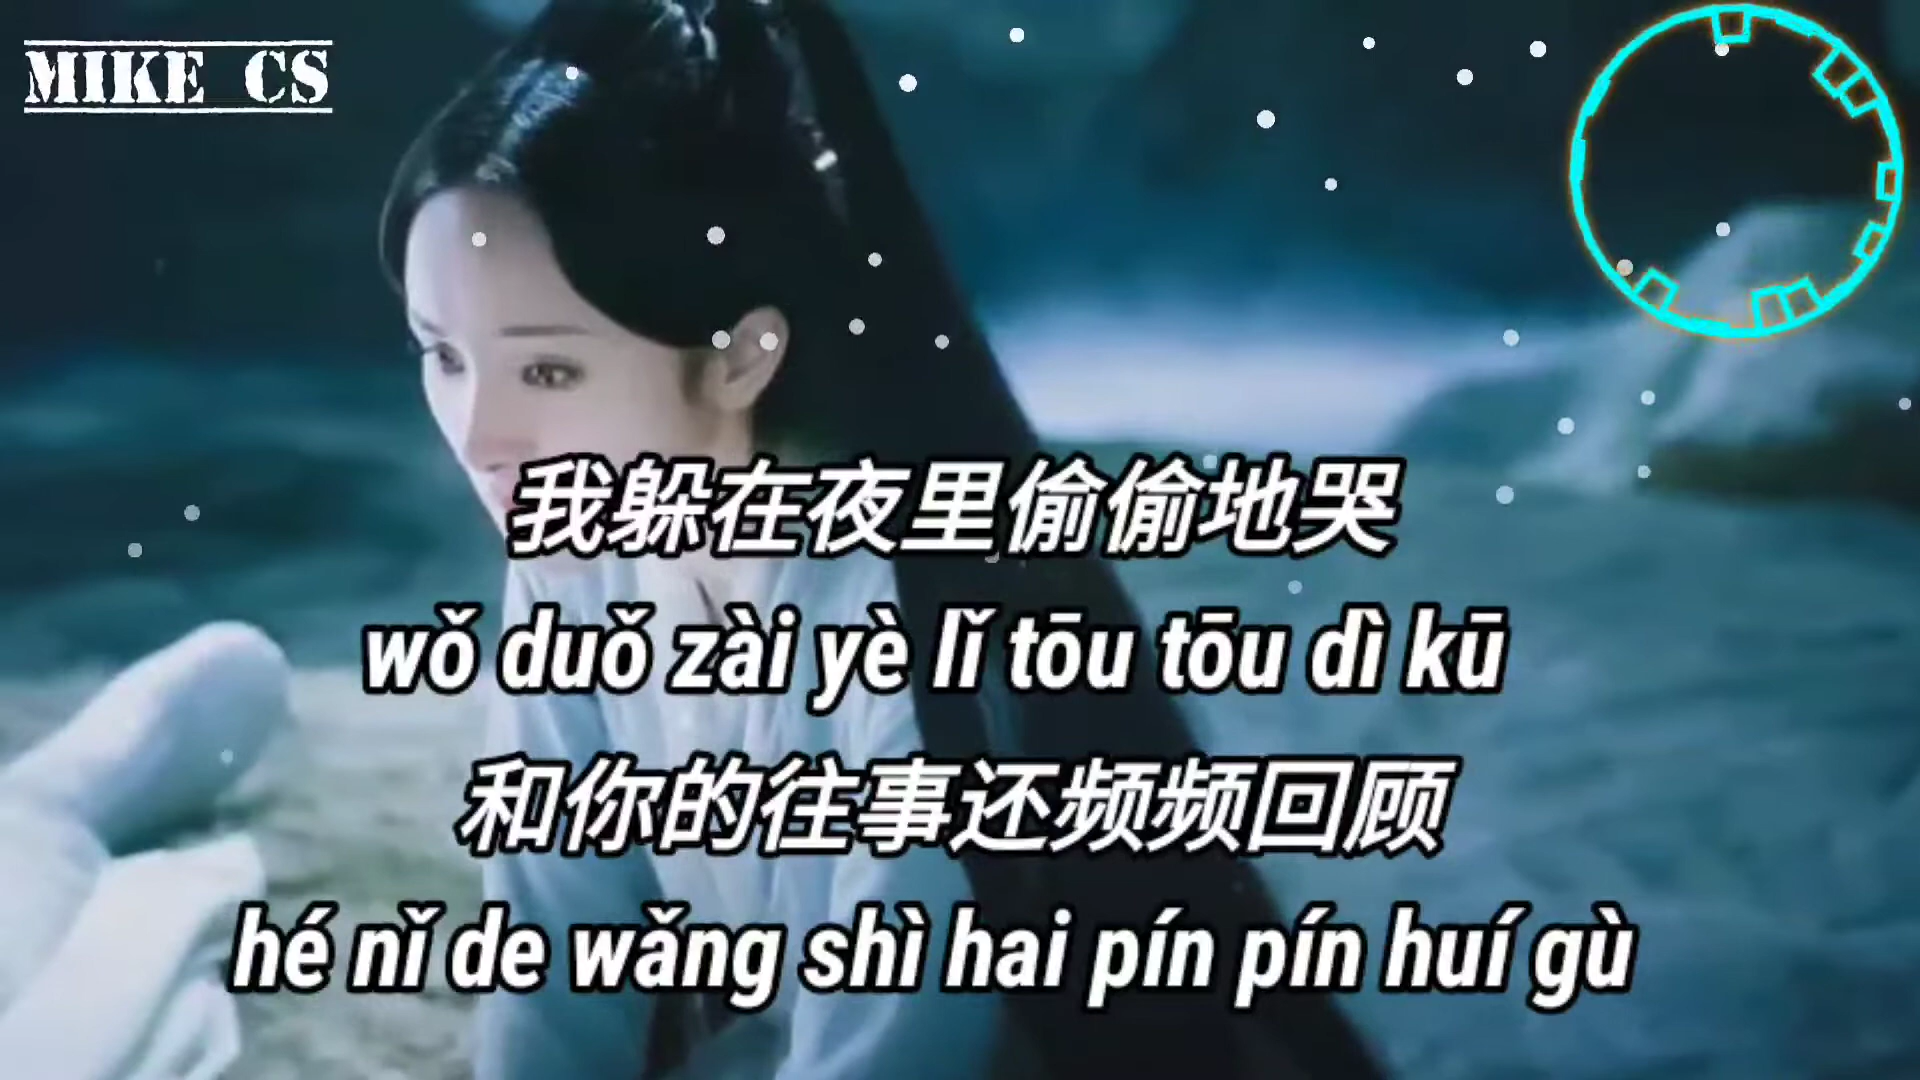 MIKE CS
我躲在夜里偷偷地哭
wǒ duǒ zài yè lǐ tōu tōu dì kū
和你的往事还频频回顾
hé nǐ de wǎng shì hai pín pín huí gù